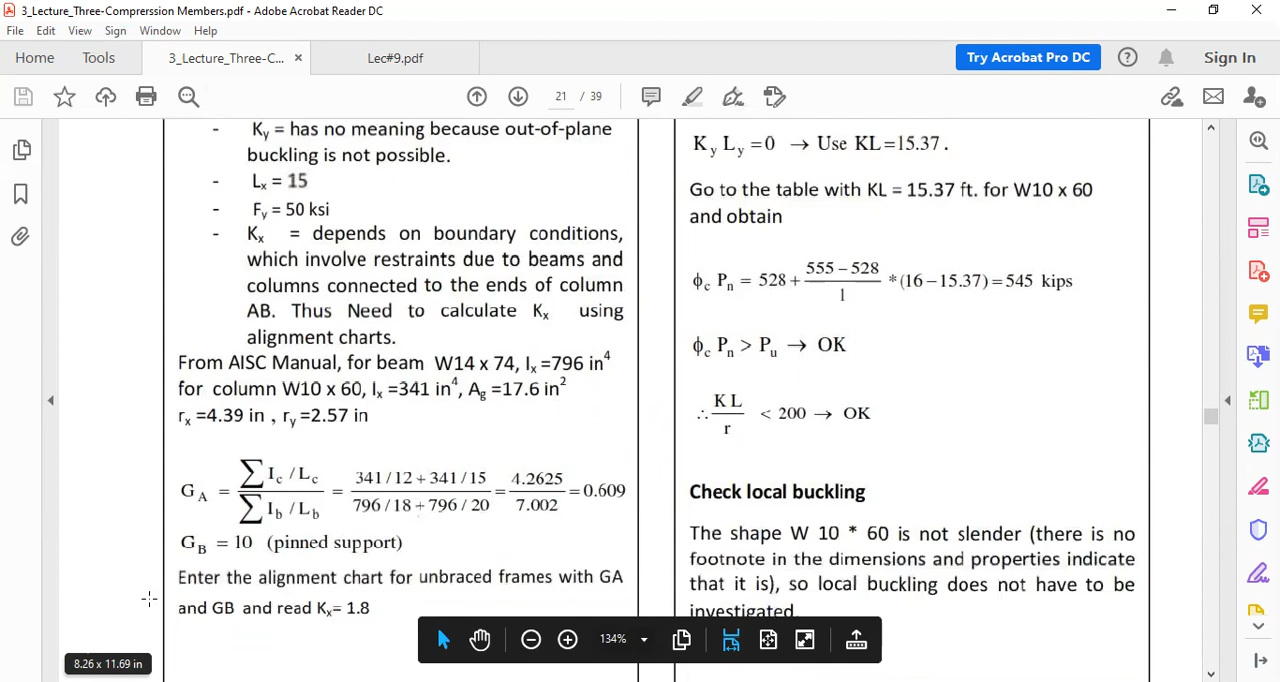 3_Lecture_Three-Comprerssion Members.pdf - Adobe Acrobat Reader DC
File Edit View Sign Window Help
Home Tools 3_Lecture_Three-C... × Lec#9.pdf Try Acrobat Pro DC Sign In
21 / 39
- Ky = has no meaning because out-of-plane
buckling is not possible.
- Lx = 15
- Fy = 50 ksi
- Kx = depends on boundary conditions,
which involve restraints due to beams and
columns connected to the ends of column
AB. Thus Need to calculate Kx using
alignment charts.
From AISC Manual, for beam W14 x 74, Ix =796 in⁴
for column W10 x 60, Ix =341 in⁴, Ag =17.6 in²
rx =4.39 in , ry =2.57 in
G_A = ∑ Ic / Lc / ∑ Ib / Lb = (341 / 12 + 341 / 15) / (796 / 18 + 796 / 20) = 4.2625 / 7.002 = 0.609
G_B = 10 (pinned support)
Enter the alignment chart for unbraced frames with GA
and GB and read Kx= 1.8
Ky Ly =0 → Use KL=15.37 .
Go to the table with KL = 15.37 ft. for W10 x 60
and obtain
ϕc Pn = 528 + (555 – 528) / 1 * (16 – 15.37) = 545 kips
ϕc Pn > Pu → OK
∴ K L / r < 200 → OK
Check local buckling
The shape W 10 * 60 is not slender (there is no
footnote in the dimensions and properties indicate
that it is), so local buckling does not have to be
investigated
134%
8.26 x 11.69 in